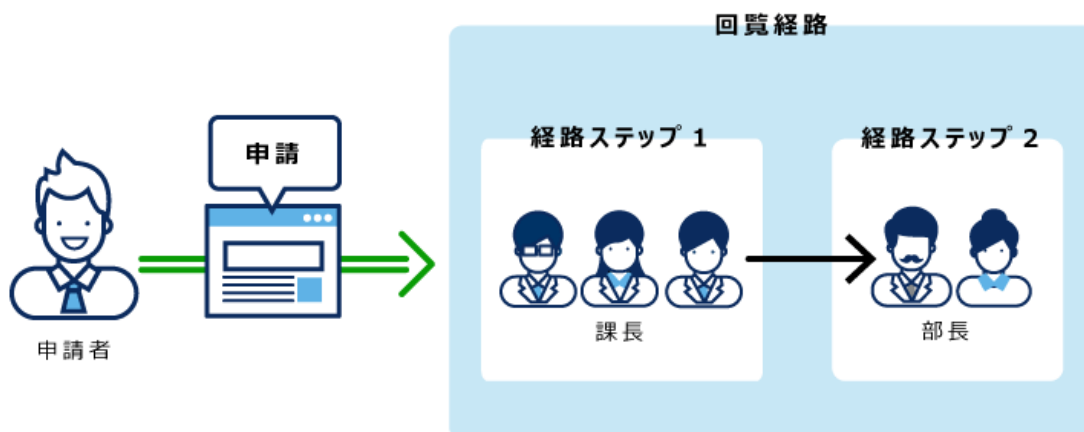 回覧経路
申請
経路ステップ 1
経路ステップ 2
課長
部長
申請者